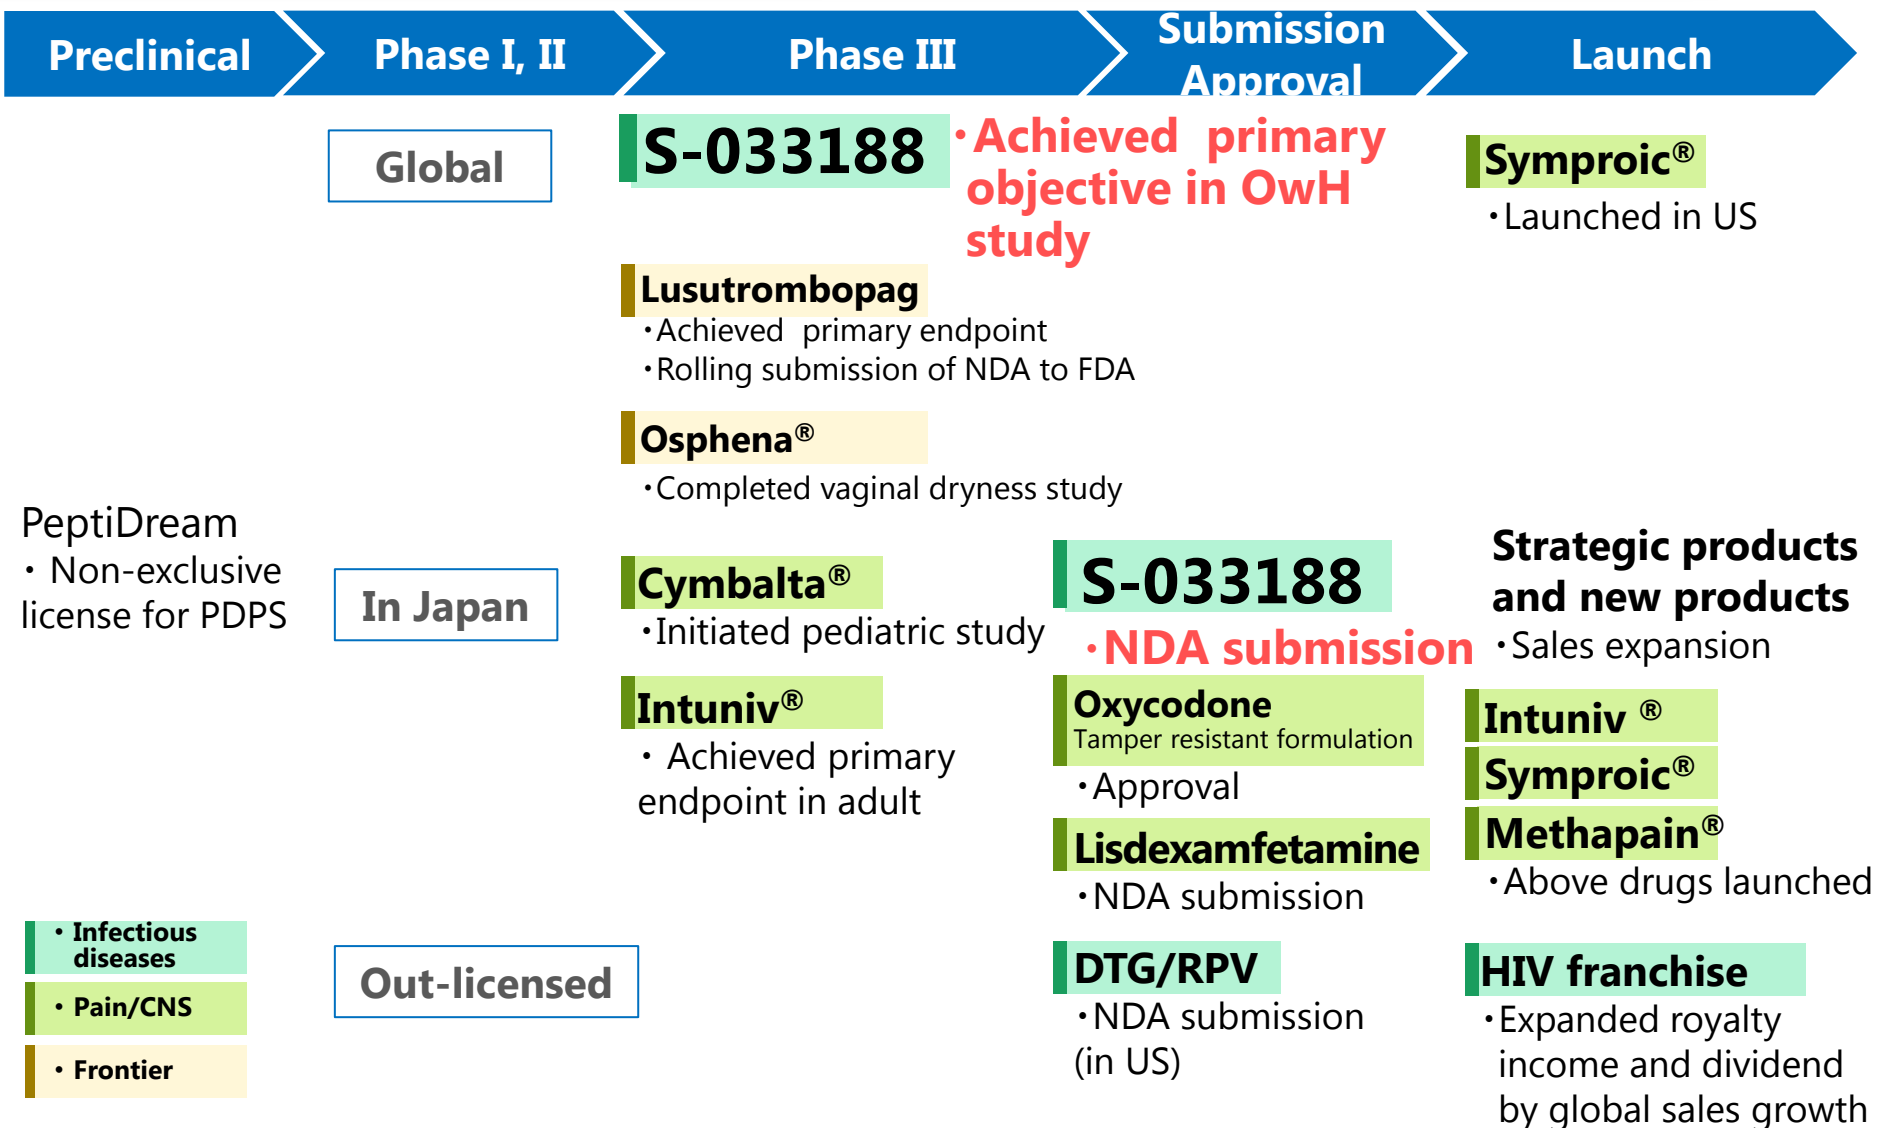 Preclinical
Phase I, II
Phase III
Submission
Approval
Launch
Global
S-033188
・Achieved primary
objective in OwH
study
Symproic®
・Launched in US
Lusutrombopag
・Achieved primary endpoint
・Rolling submission of NDA to FDA
Osphena®
・Completed vaginal dryness study
PeptiDream
・ Non-exclusive
license for PDPS
In Japan
Cymbalta®
・Initiated pediatric study
Intuniv®
・ Achieved primary
endpoint in adult
S-033188
・NDA submission
Oxycodone
Tamper resistant formulation
・Approval
Lisdexamfetamine
・NDA submission
Strategic products
and new products
・Sales expansion
Intuniv ®
Symproic®
Methapain®
・Above drugs launched
・ Infectious
diseases
・ Pain/CNS
・ Frontier
Out-licensed
DTG/RPV
・NDA submission
(in US)
HIV franchise
・Expanded royalty
income and dividend
by global sales growth